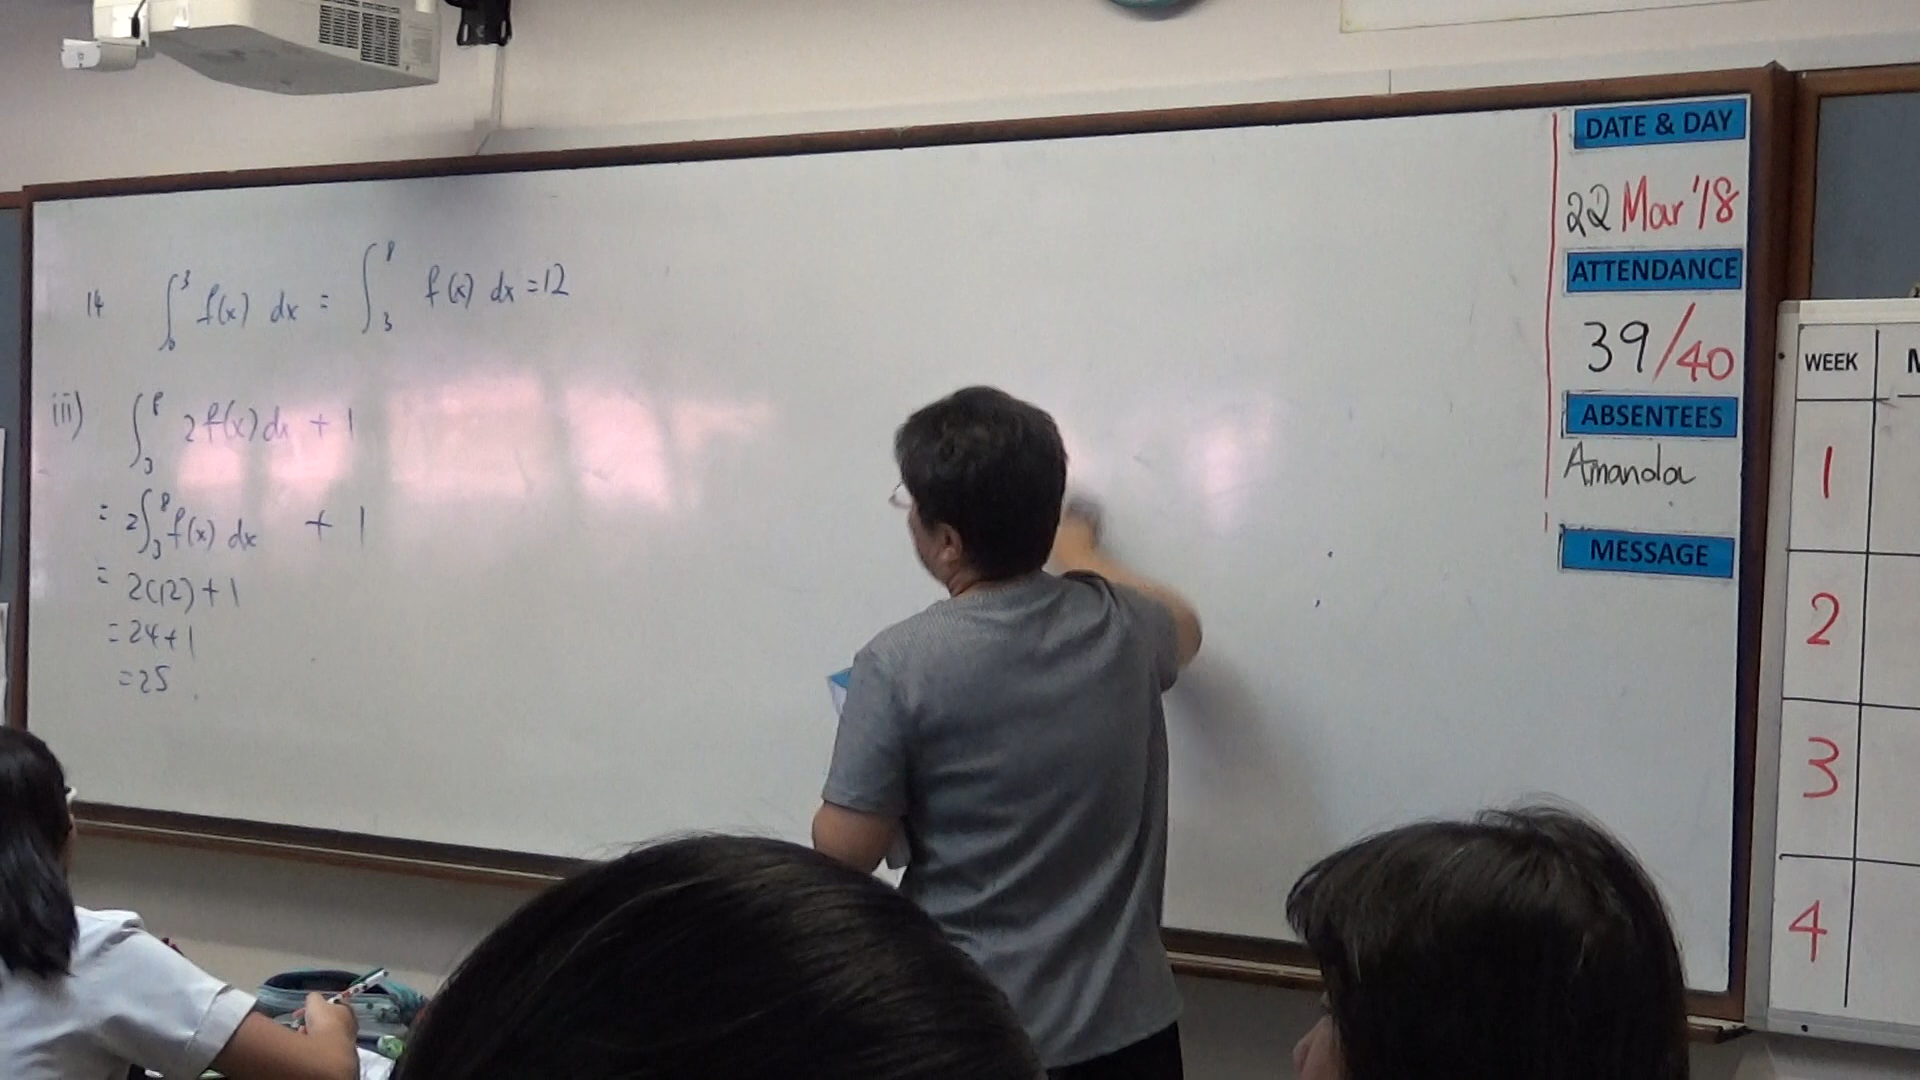 14 ∫₀³ f(x) dx = ∫₃⁸ f(x) dx = 12
iii) ∫₃⁸ 2f(x) dx + 1
= 2∫₃⁸ f(x) dx + 1
= 2(12) + 1
= 24 + 1
= 25
DATE & DAY
22 Mar '18
ATTENDANCE
39/40
ABSENTEES
Amanda
MESSAGE
WEEK
1
2
3
4